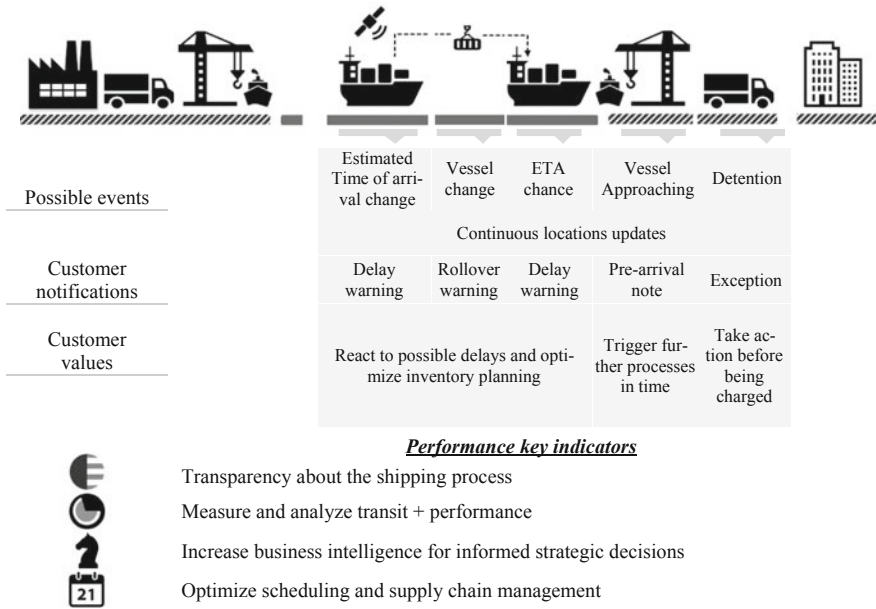 Possible events
Estimated
Time of arri-
val change
Vessel
change
ETA
chance
Vessel
Approaching
Detention
Continuous locations updates
Customer
notifications
Delay
warning
Rollover
warning
Delay
warning
Pre-arrival
note
Exception
Customer
values
React to possible delays and opti-
mize inventory planning
Trigger fur-
ther processes
in time
Take ac-
tion before
being
charged
Performance key indicators
Transparency about the shipping process
Measure and analyze transit + performance
Increase business intelligence for informed strategic decisions
21
Optimize scheduling and supply chain management